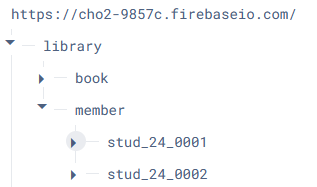 https://cho2-9857c.firebaseio.com/
library
book
member
stud_24_0001
stud_24_0002